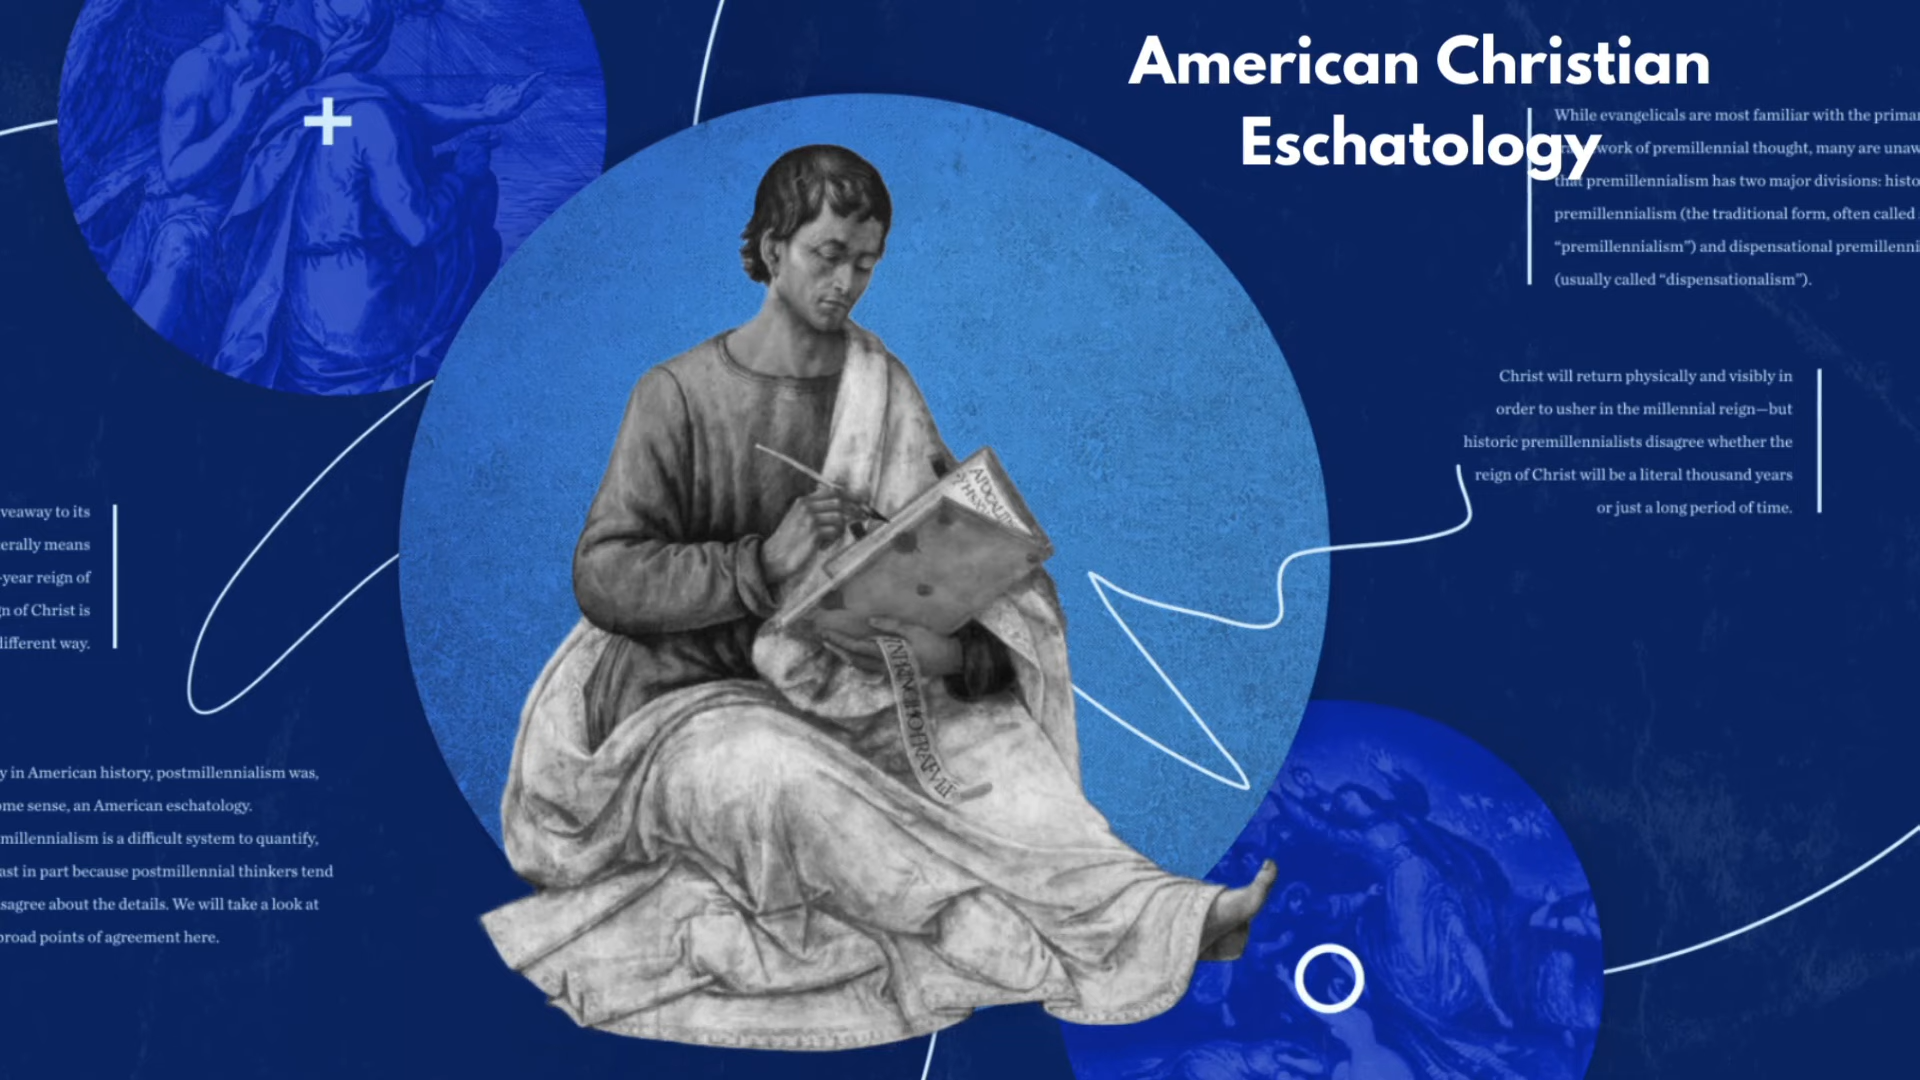 American Christian
Eschatology
While evangelicals are most familiar with the
work of premillennial thought, many are
that premillennialism has two major divisions:
premillennialism (the traditional form, often called
“premillennialism”) and dispensational
(usually called “dispensationalism”).
Christ will return physically and visibly in
order to usher in the millennial reign—but
historic premillennialists disagree whether the
reign of Christ will be a literal thousand years
or just a long period of time.
veaway to its
erally means
-year reign of
n of Christ is
different way.
y in American history, postmillennialism was,
ome sense, an American eschatology.
millennialism is a difficult system to quantify,
ast in part because postmillennial thinkers tend
sagree about the details. We will take a look at
broad points of agreement here.